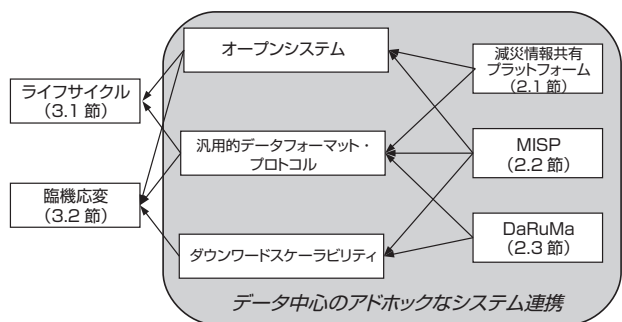 ライフサイクル
（3.1 節）
臨機応変
（3.2 節）
オープンシステム
汎用的データフォーマット・
プロトコル
ダウンワードスケーラビリティ
減災情報共有
プラットフォーム
（2.1 節）
MISP
（2.2 節）
DaRuMa
（2.3 節）
データ中心のアドホックなシステム連携